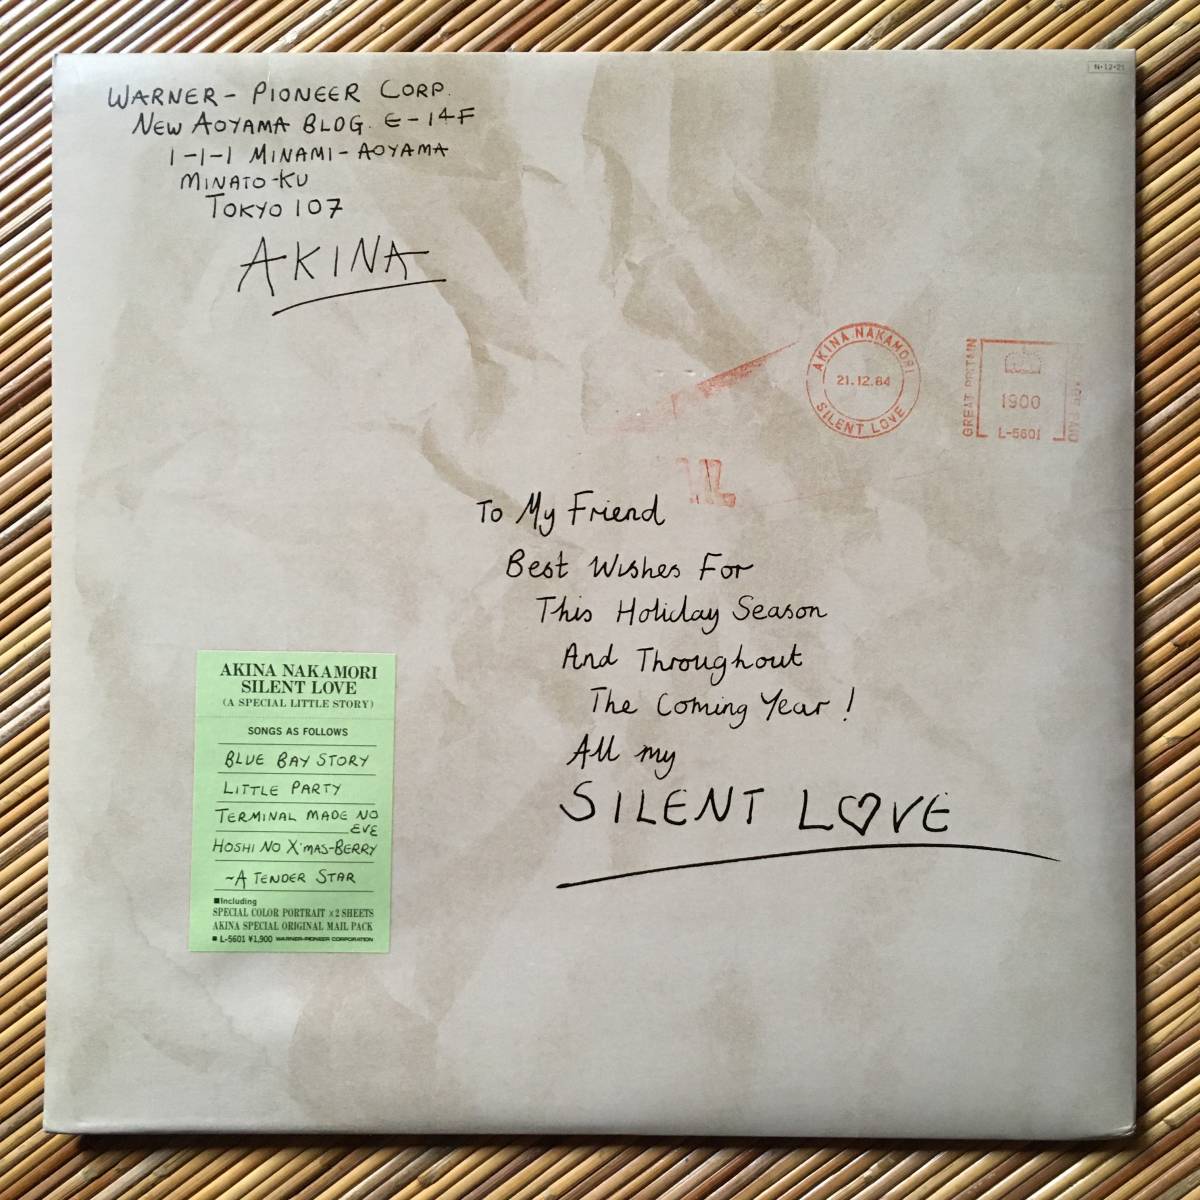 N-12-21
WARNER-PIONEER CORP.
NEW AOYAMA BLDG. E-14F
1-1-1 MINAMI-AOYAMA
MINATO-KU
TOKYO 107
AKINA
AKINA NAKAMORI
21.12.84
SILENT LOVE
GREAT BRITAIN
1900
L-5601
To My Friend
Best Wishes For
This Holiday Season
And Throughout
The Coming Year!
All my
SILENT LOVE
AKINA NAKAMORI
SILENT LOVE
(A SPECIAL LITTLE STORY)
SONGS AS FOLLOWS
BLUE BAY STORY
LITTLE PARTY
TERMINAL MADE NO
EVE
HOSHI NO X'MAS-BERRY
~A TENDER STAR
■Including
SPECIAL COLOR PORTRAIT ×2 SHEETS
AKINA SPECIAL ORIGINAL MAIL PACK
■ L-5601 ¥1,900 WARNER-PIONEER CORPORATION